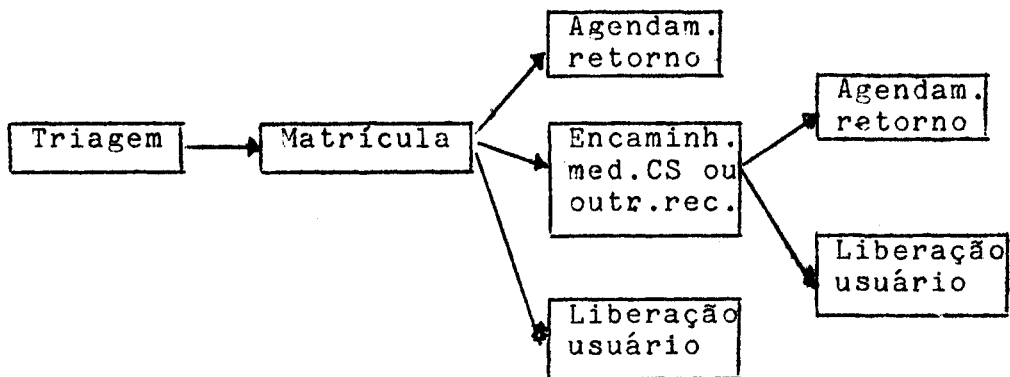 Triagem
Matrícula
Agendam.
retorno
Encaminh.
med.CS ou
outr.rec.
Liberação
usuário
Agendam.
retorno
Liberação
usuário